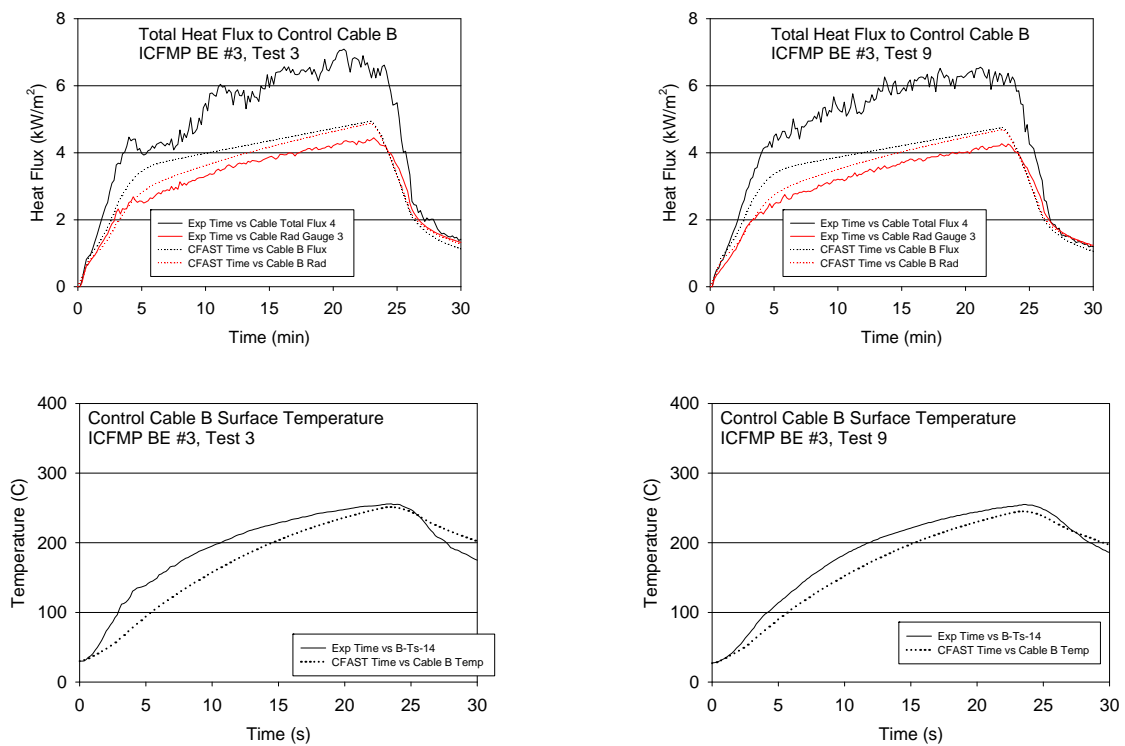 Total Heat Flux to Control Cable B
ICFMP BE #3, Test 3
Heat Flux (kW/m²)
8
6
4
2
0
Exp Time vs Cable Total Flux 4
Exp Time vs Cable Rad Gauge 3
CFAST Time vs Cable B Flux
CFAST Time vs Cable B Rad
0 5 10 15 20 25 30
Time (min)
Total Heat Flux to Control Cable B
ICFMP BE #3, Test 9
Heat Flux (kW/m²)
8
6
4
2
0
Exp Time vs Cable Total Flux 4
Exp Time vs Cable Rad Gauge 3
CFAST Time vs Cable B Flux
CFAST Time vs Cable B Rad
0 5 10 15 20 25 30
Time (min)
Control Cable B Surface Temperature
ICFMP BE #3, Test 3
Temperature (C)
400
300
200
100
0
Exp Time vs B-Ts-14
CFAST Time vs Cable B Temp
0 5 10 15 20 25 30
Time (s)
Control Cable B Surface Temperature
ICFMP BE #3, Test 9
Temperature (C)
400
300
200
100
0
Exp Time vs B-Ts-14
CFAST Time vs Cable B Temp
0 5 10 15 20 25 30
Time (s)